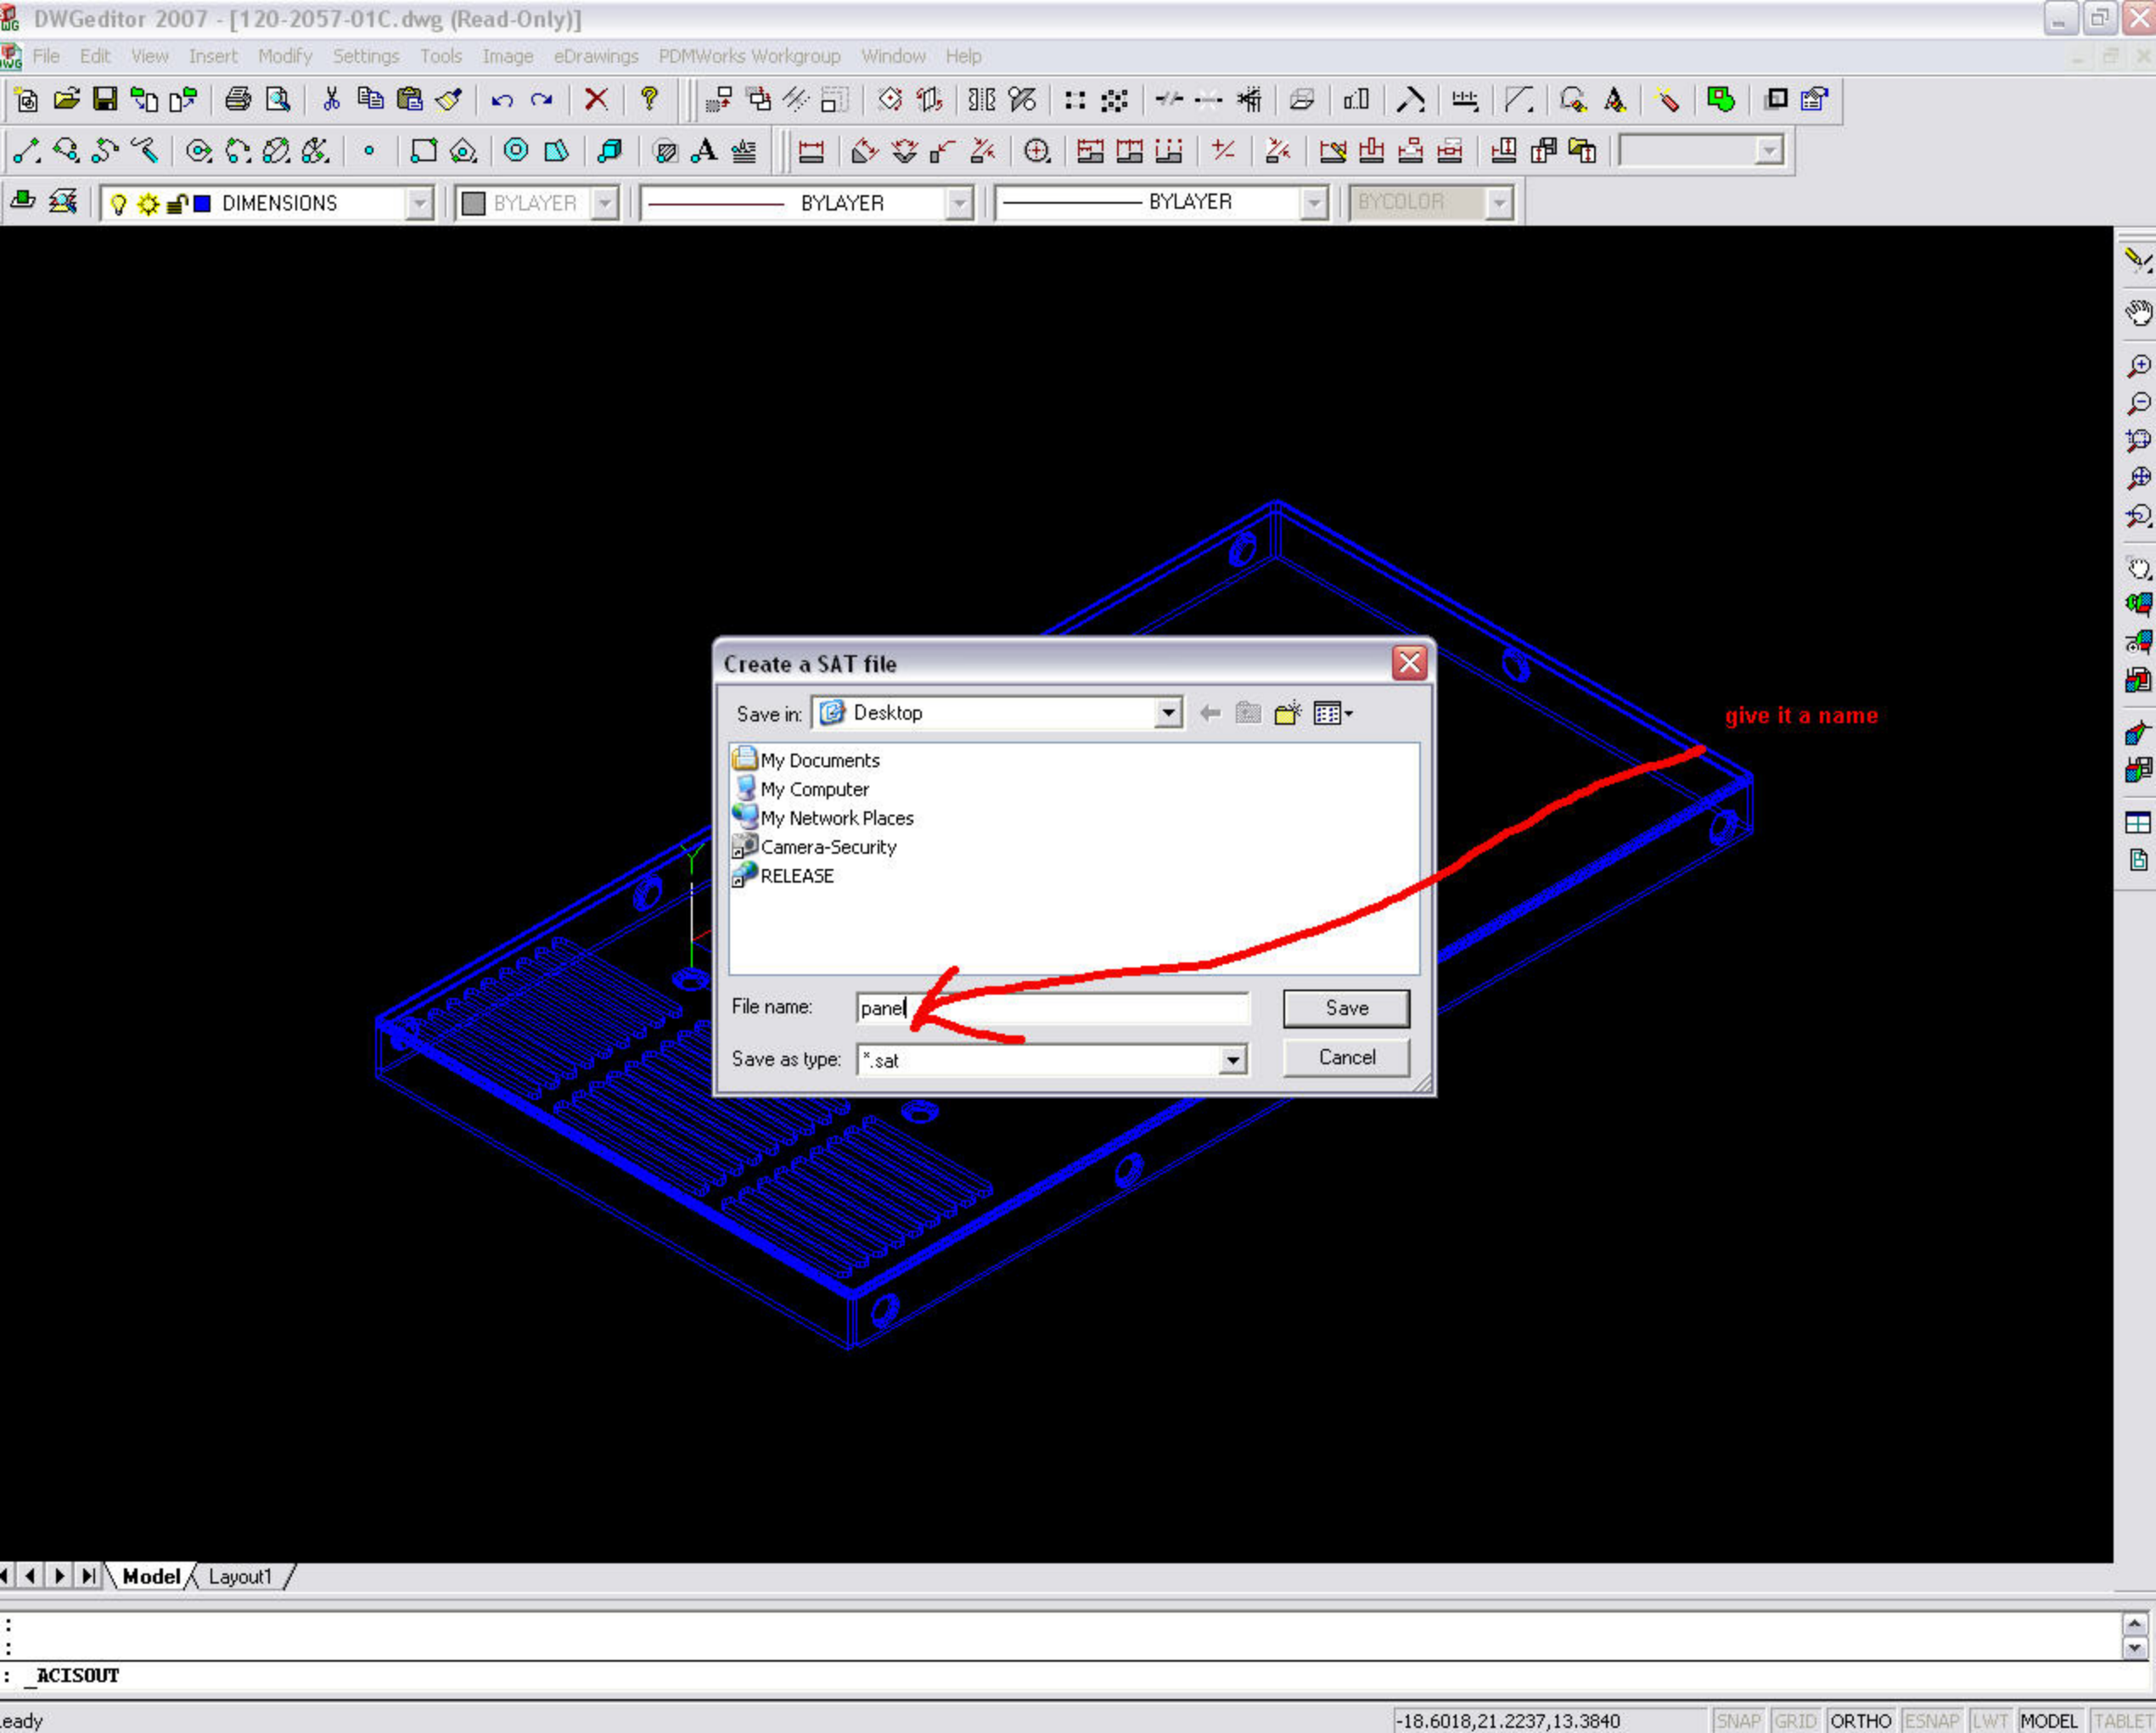 DWGeditor 2007 - [120-2057-01C.dwg (Read-Only)]
File Edit View Insert Modify Settings Tools Image eDrawings PDMWorks Workgroup Window Help
DIMENSIONS BYLAYER BYLAYER BYLAYER BYCOLOR
Create a SAT file
Save in: Desktop
My Documents
My Computer
My Network Places
Camera-Security
RELEASE
give it a name
File name: panel Save
Save as type: *.sat Cancel
Model Layout1
:
:
: _ACISOUT
eady -18.6018,21.2237,13.3840 SNAP GRID ORTHO ESNAP LWT MODEL TABLET